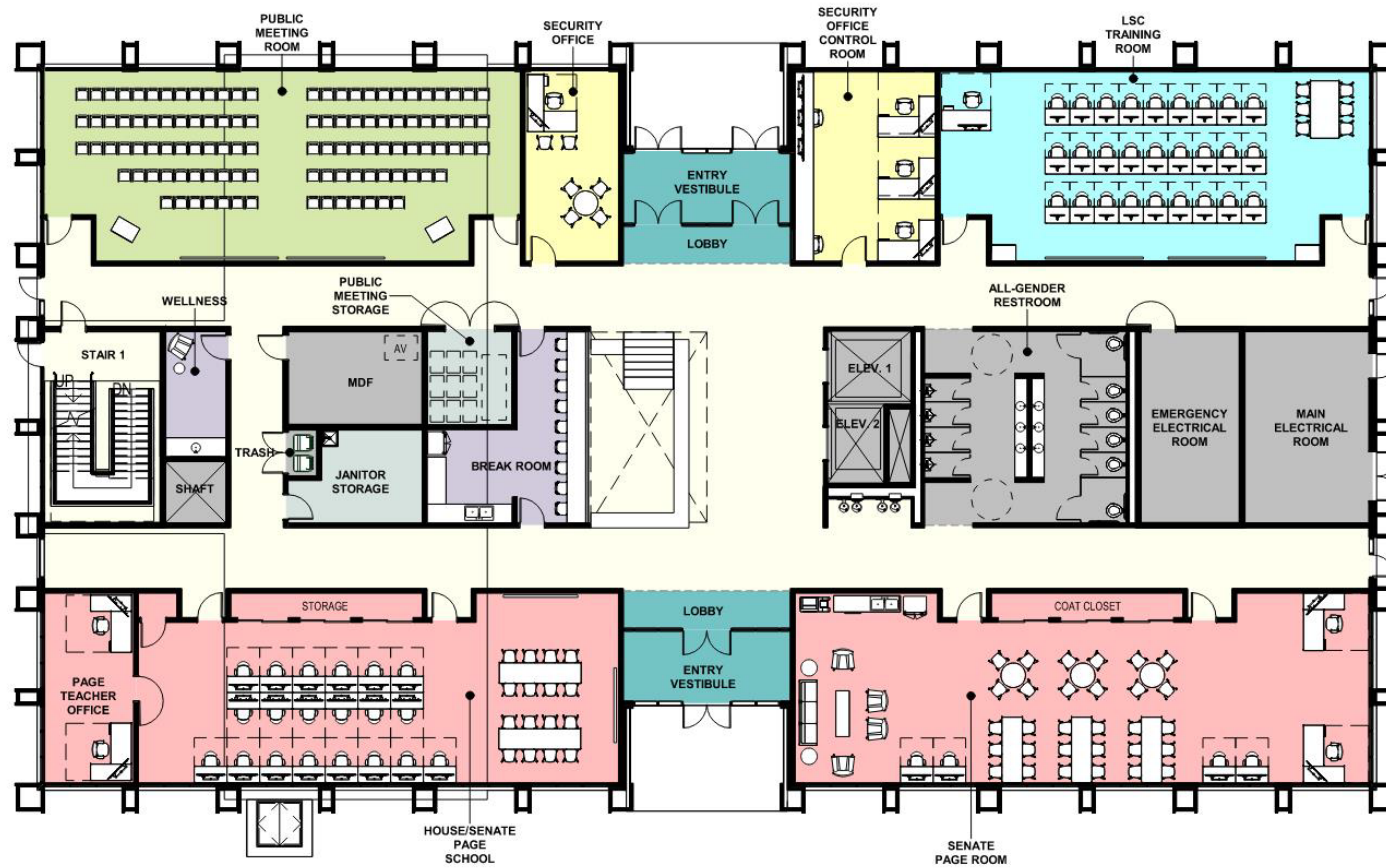 PUBLIC
MEETING
ROOM
SECURITY
OFFICE
SECURITY
OFFICE
CONTROL
ROOM
LSC
TRAINING
ROOM
ENTRY
VESTIBULE
LOBBY
WELLNESS
PUBLIC
MEETING
STORAGE
ALL-GENDER
RESTROOM
STAIR 1
UP
DN
MDF
AV
ELEV. 1
ELEV. 2
EMERGENCY
ELECTRICAL
ROOM
MAIN
ELECTRICAL
ROOM
TRASH
JANITOR
STORAGE
BREAK ROOM
SHAFT
STORAGE
LOBBY
COAT CLOSET
PAGE
TEACHER
OFFICE
ENTRY
VESTIBULE
HOUSE/SENATE
PAGE
SCHOOL
SENATE
PAGE ROOM